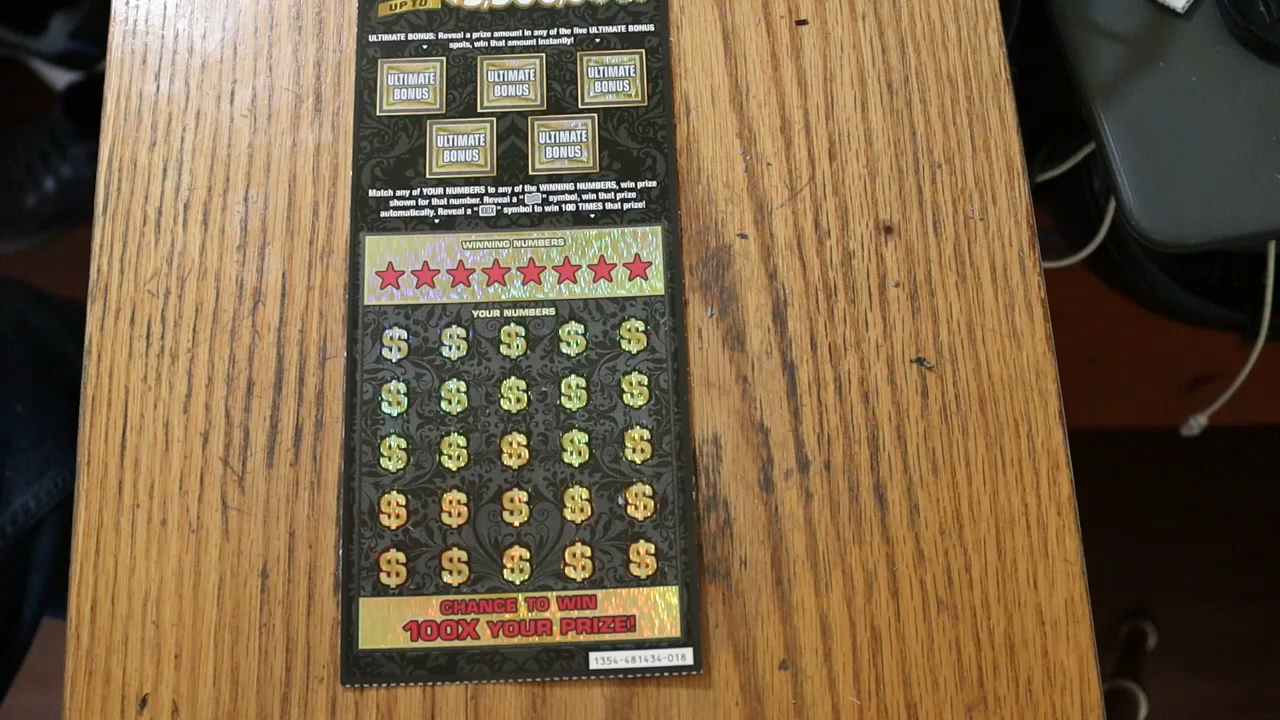 UP TO
ULTIMATE BONUS: Reveal a prize amount in any of the five ULTIMATE BONUS
spots, win that amount instantly!
ULTIMATE BONUS
ULTIMATE BONUS
ULTIMATE BONUS
ULTIMATE BONUS
ULTIMATE BONUS
Match any of YOUR NUMBERS to any of the WINNING NUMBERS, win prize
shown for that number. Reveal a " " symbol, win that prize
automatically. Reveal a " " symbol to win 100 TIMES that prize!
WINNING NUMBERS
YOUR NUMBERS
$ $ $ $ $
$ $ $ $ $
$ $ $ $ $
$ $ $ $ $
$ $ $ $ $
CHANCE TO WIN
100X YOUR PRIZE!
1354-481434-018